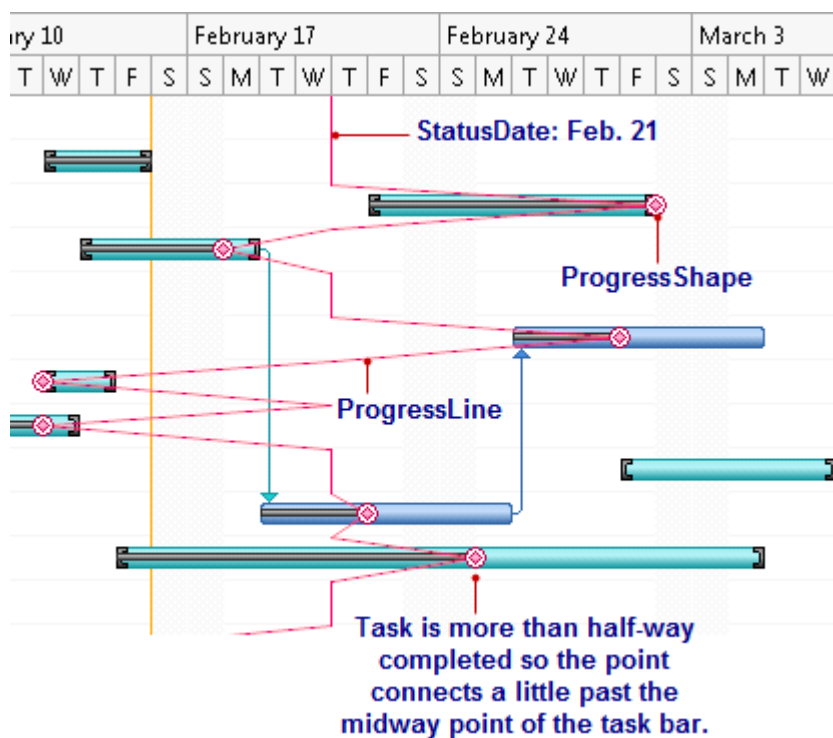 ry 10 February 17 February 24 March 3
T W T F S S M T W T F S S M T W T F S S M T W
StatusDate: Feb. 21
ProgressShape
ProgressLine
Task is more than half-way
completed so the point
connects a little past the
midway point of the task bar.